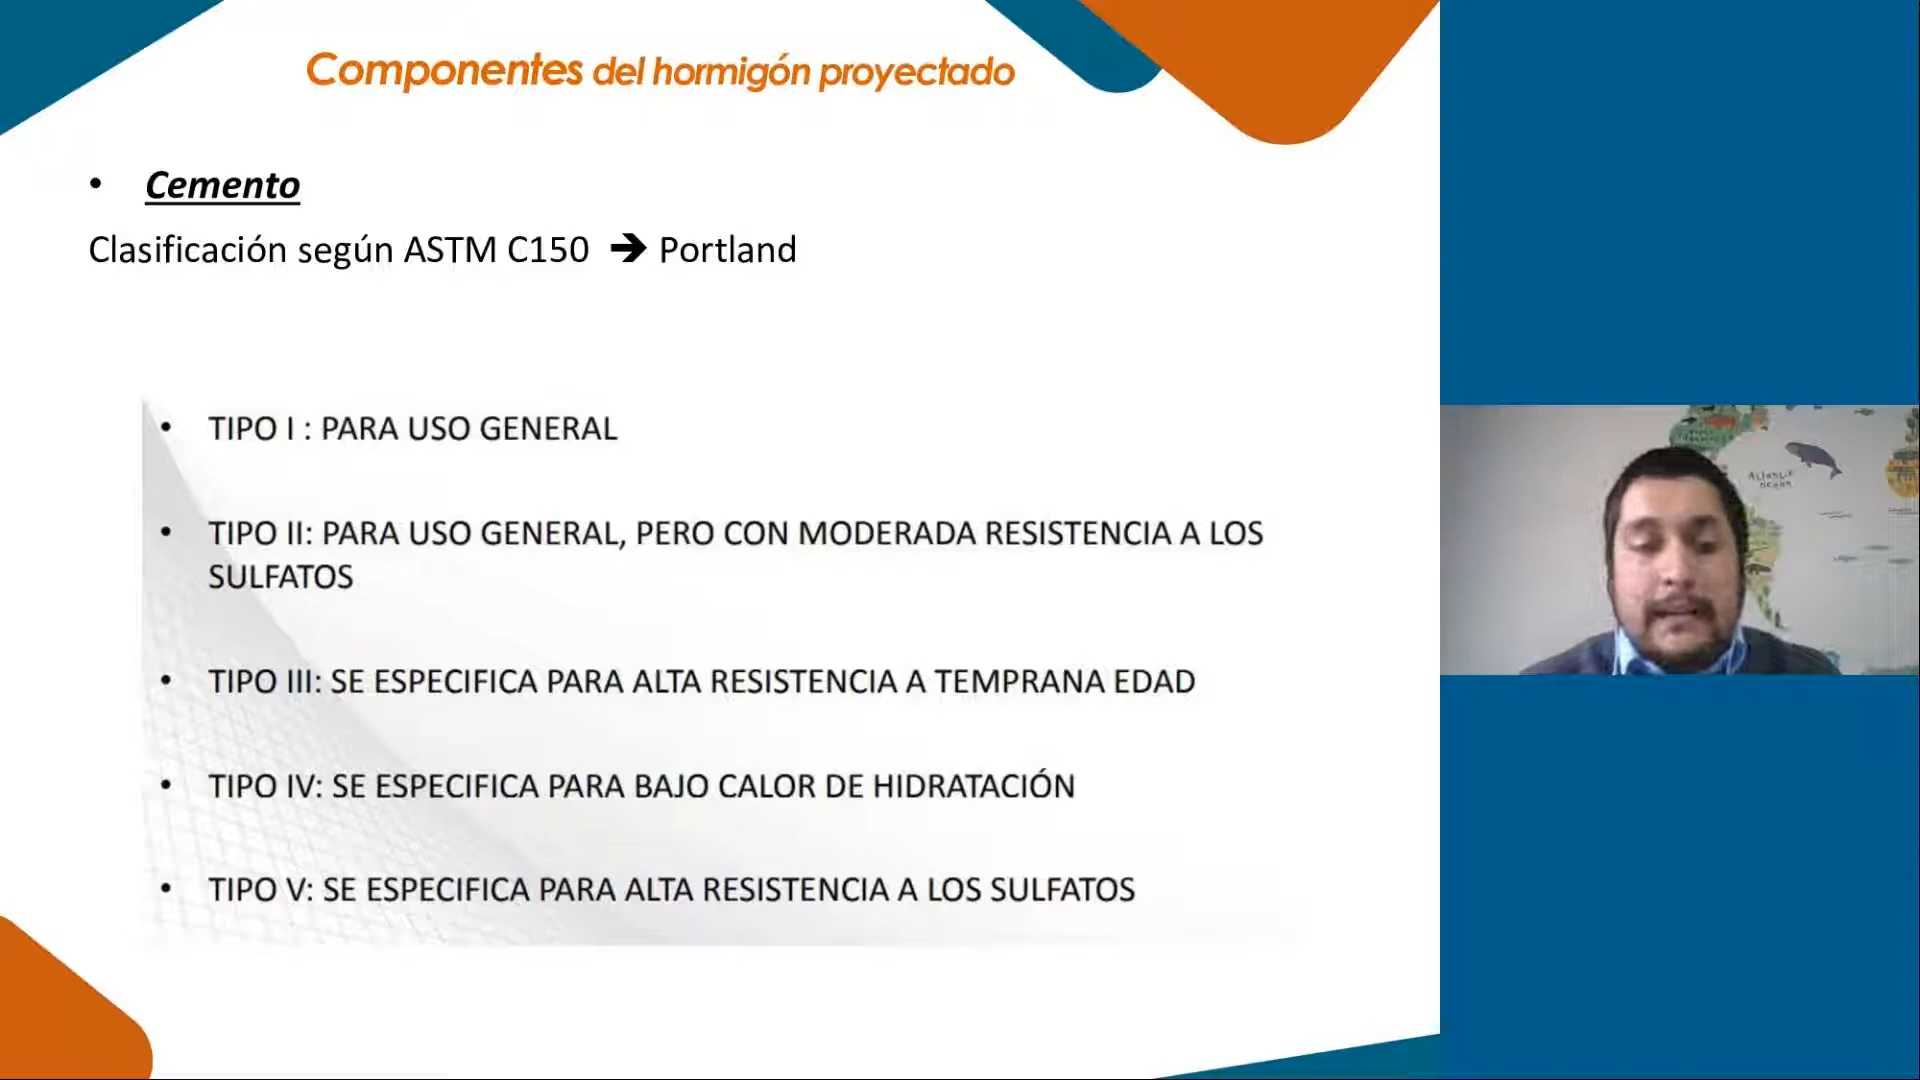 Componentes del hormigón proyectado
• Cemento
Clasificación según ASTM C150 ➔ Portland
• TIPO I : PARA USO GENERAL
• TIPO II: PARA USO GENERAL, PERO CON MODERADA RESISTENCIA A LOS
SULFATOS
• TIPO III: SE ESPECIFICA PARA ALTA RESISTENCIA A TEMPRANA EDAD
• TIPO IV: SE ESPECIFICA PARA BAJO CALOR DE HIDRATACIÓN
• TIPO V: SE ESPECIFICA PARA ALTA RESISTENCIA A LOS SULFATOS
Atlantic
ocean